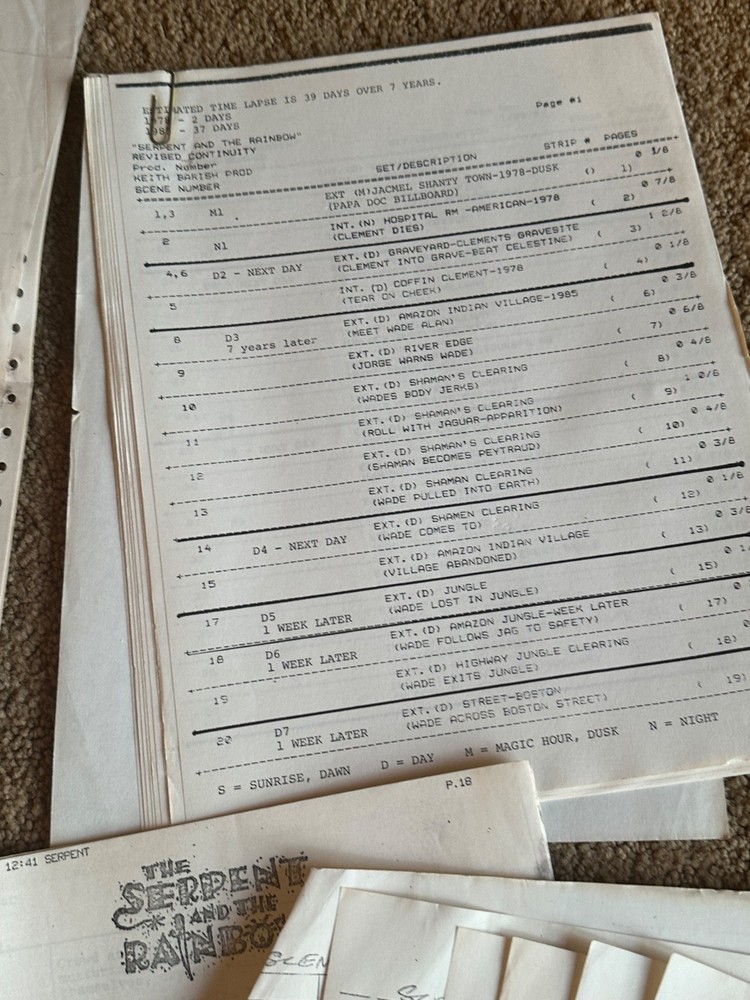 ESTIMATED TIME LAPSE IS 39 DAYS OVER 7 YEARS.
1978 - 2 DAYS
1985 - 37 DAYS
Page #1
"SERPENT AND THE RAINBOW"
REVISED CONTINUITY
Prod. Number
KEITH BARISH PROD
SCENE NUMBER SET/DESCRIPTION STRIP # PAGES
1,3 M1 EXT (M)JACMEL SHANTY TOWN-1978-DUSK ( 1) 0 1/8
(PAPA DOC BILLBOARD)
2 N1 INT. (N) HOSPITAL RM -AMERICAN-1978 ( 2) 0 7/8
(CLEMENT DIES)
4,6 D2 - NEXT DAY EXT. (D) GRAVEYARD-CLEMENTS GRAVESITE ( 3) 1 2/8
(CLEMENT INTO GRAVE-BEAT CELESTINE)
5 INT. (D) COFFIN CLEMENT-1978 ( 4) 0 1/8
(TEAR ON CHEEK)
8 D3 EXT. (D) AMAZON INDIAN VILLAGE-1985 ( 6) 0 3/8
7 years later (MEET WADE ALAN)
9 EXT. (D) RIVER EDGE ( 7) 0 6/8
(JORGE WARNS WADE)
10 EXT. (D) SHAMAN'S CLEARING ( 8) 0 4/8
(WADES BODY JERKS)
11 EXT. (D) SHAMAN'S CLEARING ( 9) 1 0/8
(ROLL WITH JAGUAR-APPARITION)
12 EXT. (D) SHAMAN'S CLEARING ( 10) 0 4/8
(SHAMAN BECOMES PEYTRAUD)
13 EXT. (D) SHAMAN CLEARING ( 11) 0 3/8
(WADE PULLED INTO EARTH)
14 D4 - NEXT DAY EXT. (D) SHAMEN CLEARING ( 12) 0 1/8
(WADE COMES TO)
15 EXT. (D) AMAZON INDIAN VILLAGE ( 13) 0 3/8
(VILLAGE ABANDONED)
17 D5 EXT. (D) JUNGLE ( 15) 0 1/
1 WEEK LATER (WADE LOST IN JUNGLE)
18 D6 EXT. (D) AMAZON JUNGLE-WEEK LATER ( 17) 0
1 WEEK LATER (WADE FOLLOWS JAG TO SAFETY)
19 EXT. (D) HIGHWAY JUNGLE CLEARING ( 18) 0
(WADE EXITS JUNGLE)
20 D7 EXT. (D) STREET-BOSTON ( 19)
1 WEEK LATER (WADE ACROSS BOSTON STREET)
S = SUNRISE, DAWN D = DAY M = MAGIC HOUR, DUSK N = NIGHT
P.18
12:41 SERPENT
THE
SERPENT
AND THE
RAINBOW